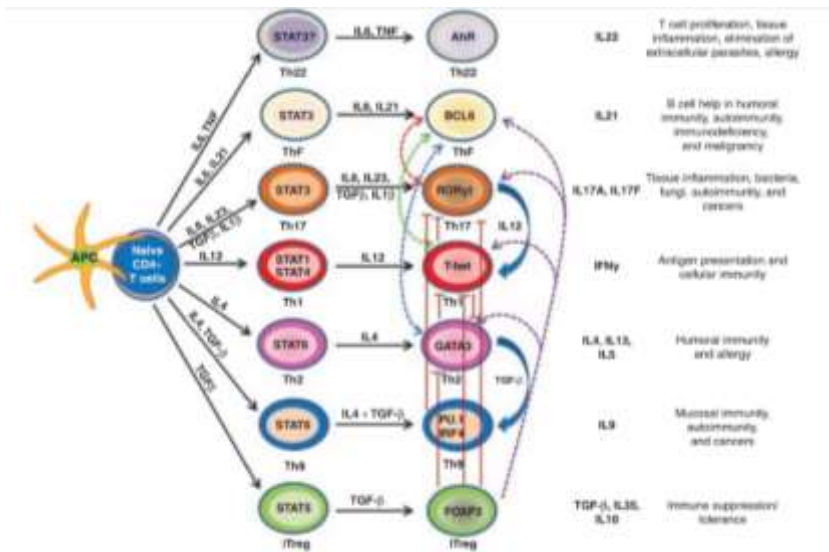 STAT3?
IL6, TNF
AhR
IL22
T cell proliferation, tissue
inflammation, elimination of
extracellular parasites, allergy
Th22
Th22
IL6, TNF
STAT3
IL6, IL21
BCL6
IL21
B cell help in humoral
immunity, autoimmunity,
immunodeficiency,
and malignancy
ThF
ThF
IL6, IL21
STAT3
IL6, IL23,
TGFβ, IL1β
RORγt
IL17A, IL17F
Tissue inflammation, bacteria,
fungi, autoimmunity, and
cancers
Th17
Th17
IL12
IL6, IL23,
TGFβ, IL1β
APC
Naive
CD4+
T cells
IL12
STAT1
STAT4
IL12
T-bet
IFNγ
Antigen presentation and
cellular immunity
Th1
Th1
IL4
STAT6
IL4
GATA3
IL4, IL13,
IL5
Humoral immunity
and allergy
Th2
Th2
TGF-β
IL4, TGF-β
STAT6
IL4 + TGF-β
PU.1
IRF4
IL9
Mucosal immunity,
autoimmunity,
and cancers
Th9
Th9
TGFβ
STAT5
TGF-β
FOXP3
TGF-β, IL35,
IL10
Immune suppression/
tolerance
iTreg
iTreg